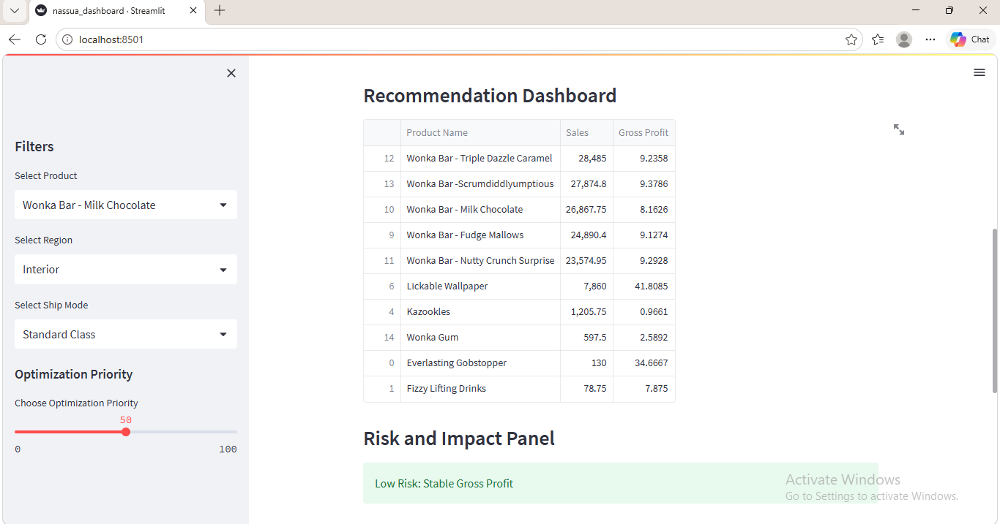 nassua_dashboard · Streamlit
localhost:8501
Chat
Filters
Select Product
Wonka Bar - Milk Chocolate
Select Region
Interior
Select Ship Mode
Standard Class
Optimization Priority
Choose Optimization Priority
50
0 100
Recommendation Dashboard
Product Name Sales Gross Profit
12 Wonka Bar - Triple Dazzle Caramel 28,485 9.2358
13 Wonka Bar -Scrumdiddlyumptious 27,874.8 9.3786
10 Wonka Bar - Milk Chocolate 26,867.75 8.1626
9 Wonka Bar - Fudge Mallows 24,890.4 9.1274
11 Wonka Bar - Nutty Crunch Surprise 23,574.95 9.2928
6 Lickable Wallpaper 7,860 41.8085
4 Kazookles 1,205.75 0.9661
14 Wonka Gum 597.5 2.5892
0 Everlasting Gobstopper 130 34.6667
1 Fizzy Lifting Drinks 78.75 7.875
Risk and Impact Panel
Low Risk: Stable Gross Profit
Activate Windows
Go to Settings to activate Windows.